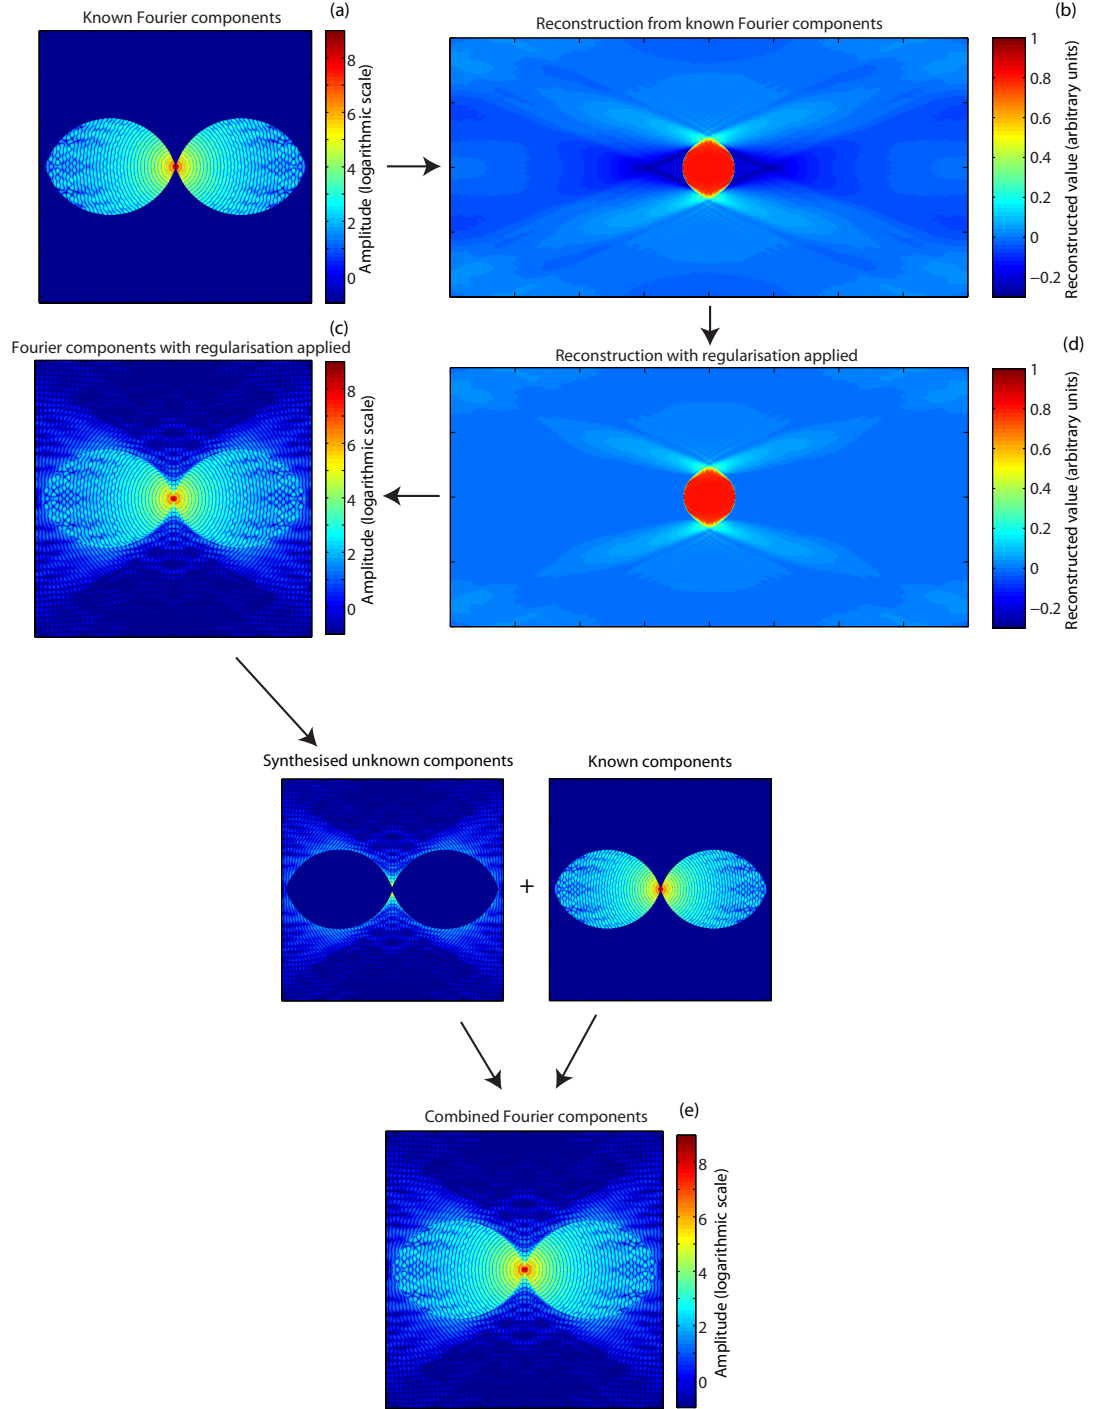 Known Fourier components
(a)
8
6
4
2
0
Amplitude (logarithmic scale)
Reconstruction from known Fourier components
(b)
1
0.8
0.6
0.4
0.2
0
−0.2
Reconstructed value (arbitrary units)
(c)
Fourier components with regularisation applied
8
6
4
2
0
Amplitude (logarithmic scale)
Reconstruction with regularisation applied
(d)
1
0.8
0.6
0.4
0.2
0
−0.2
Reconstructed value (arbitrary units)
Synthesised unknown components
+
Known components
Combined Fourier components
(e)
8
6
4
2
0
Amplitude (logarithmic scale)